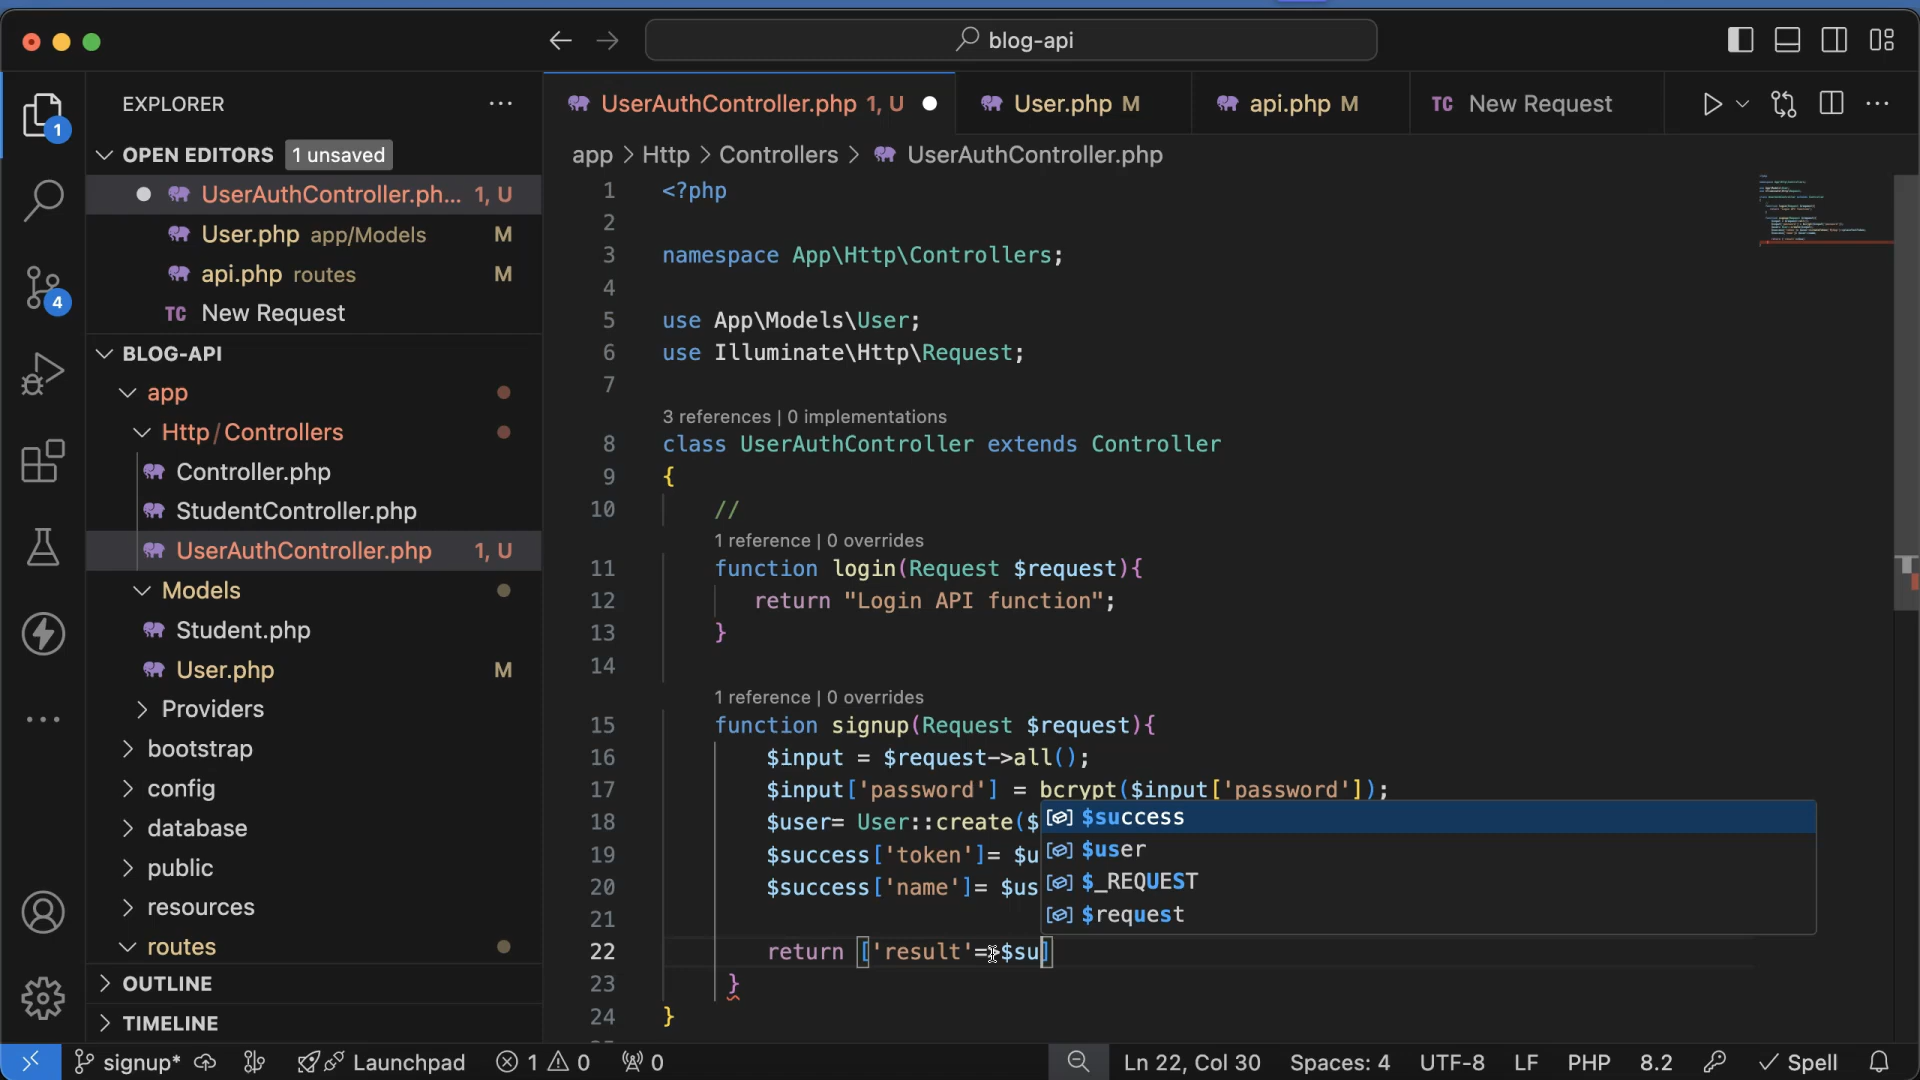 blog-api
EXPLORER
OPEN EDITORS 1 unsaved
UserAuthController.ph... 1, U
User.php app/Models M
api.php routes M
TC New Request
BLOG-API
app
Http/Controllers
Controller.php
StudentController.php
UserAuthController.php 1, U
Models
Student.php
User.php M
Providers
bootstrap
config
database
public
resources
routes
OUTLINE
TIMELINE
1
4
UserAuthController.php 1, U
User.php M
api.php M
TC New Request
app > Http > Controllers > UserAuthController.php
1 <?php
2
3 namespace App\Http\Controllers;
4
5 use App\Models\User;
6 use Illuminate\Http\Request;
7
3 references | 0 implementations
8 class UserAuthController extends Controller
9 {
10 //
1 reference | 0 overrides
11 function login(Request $request){
12 return "Login API function";
13 }
14
1 reference | 0 overrides
15 function signup(Request $request){
16 $input = $request->all();
17 $input['password'] = bcrypt($input['password']);
18 $user= User::create($
19 $success['token']= $u
20 $success['name']= $us
21
22 return ['result'=>$su]
23 }
24 }
$success
$user
$_REQUEST
$request
signup* Launchpad 1 0 0 Ln 22, Col 30 Spaces: 4 UTF-8 LF PHP 8.2 Spell